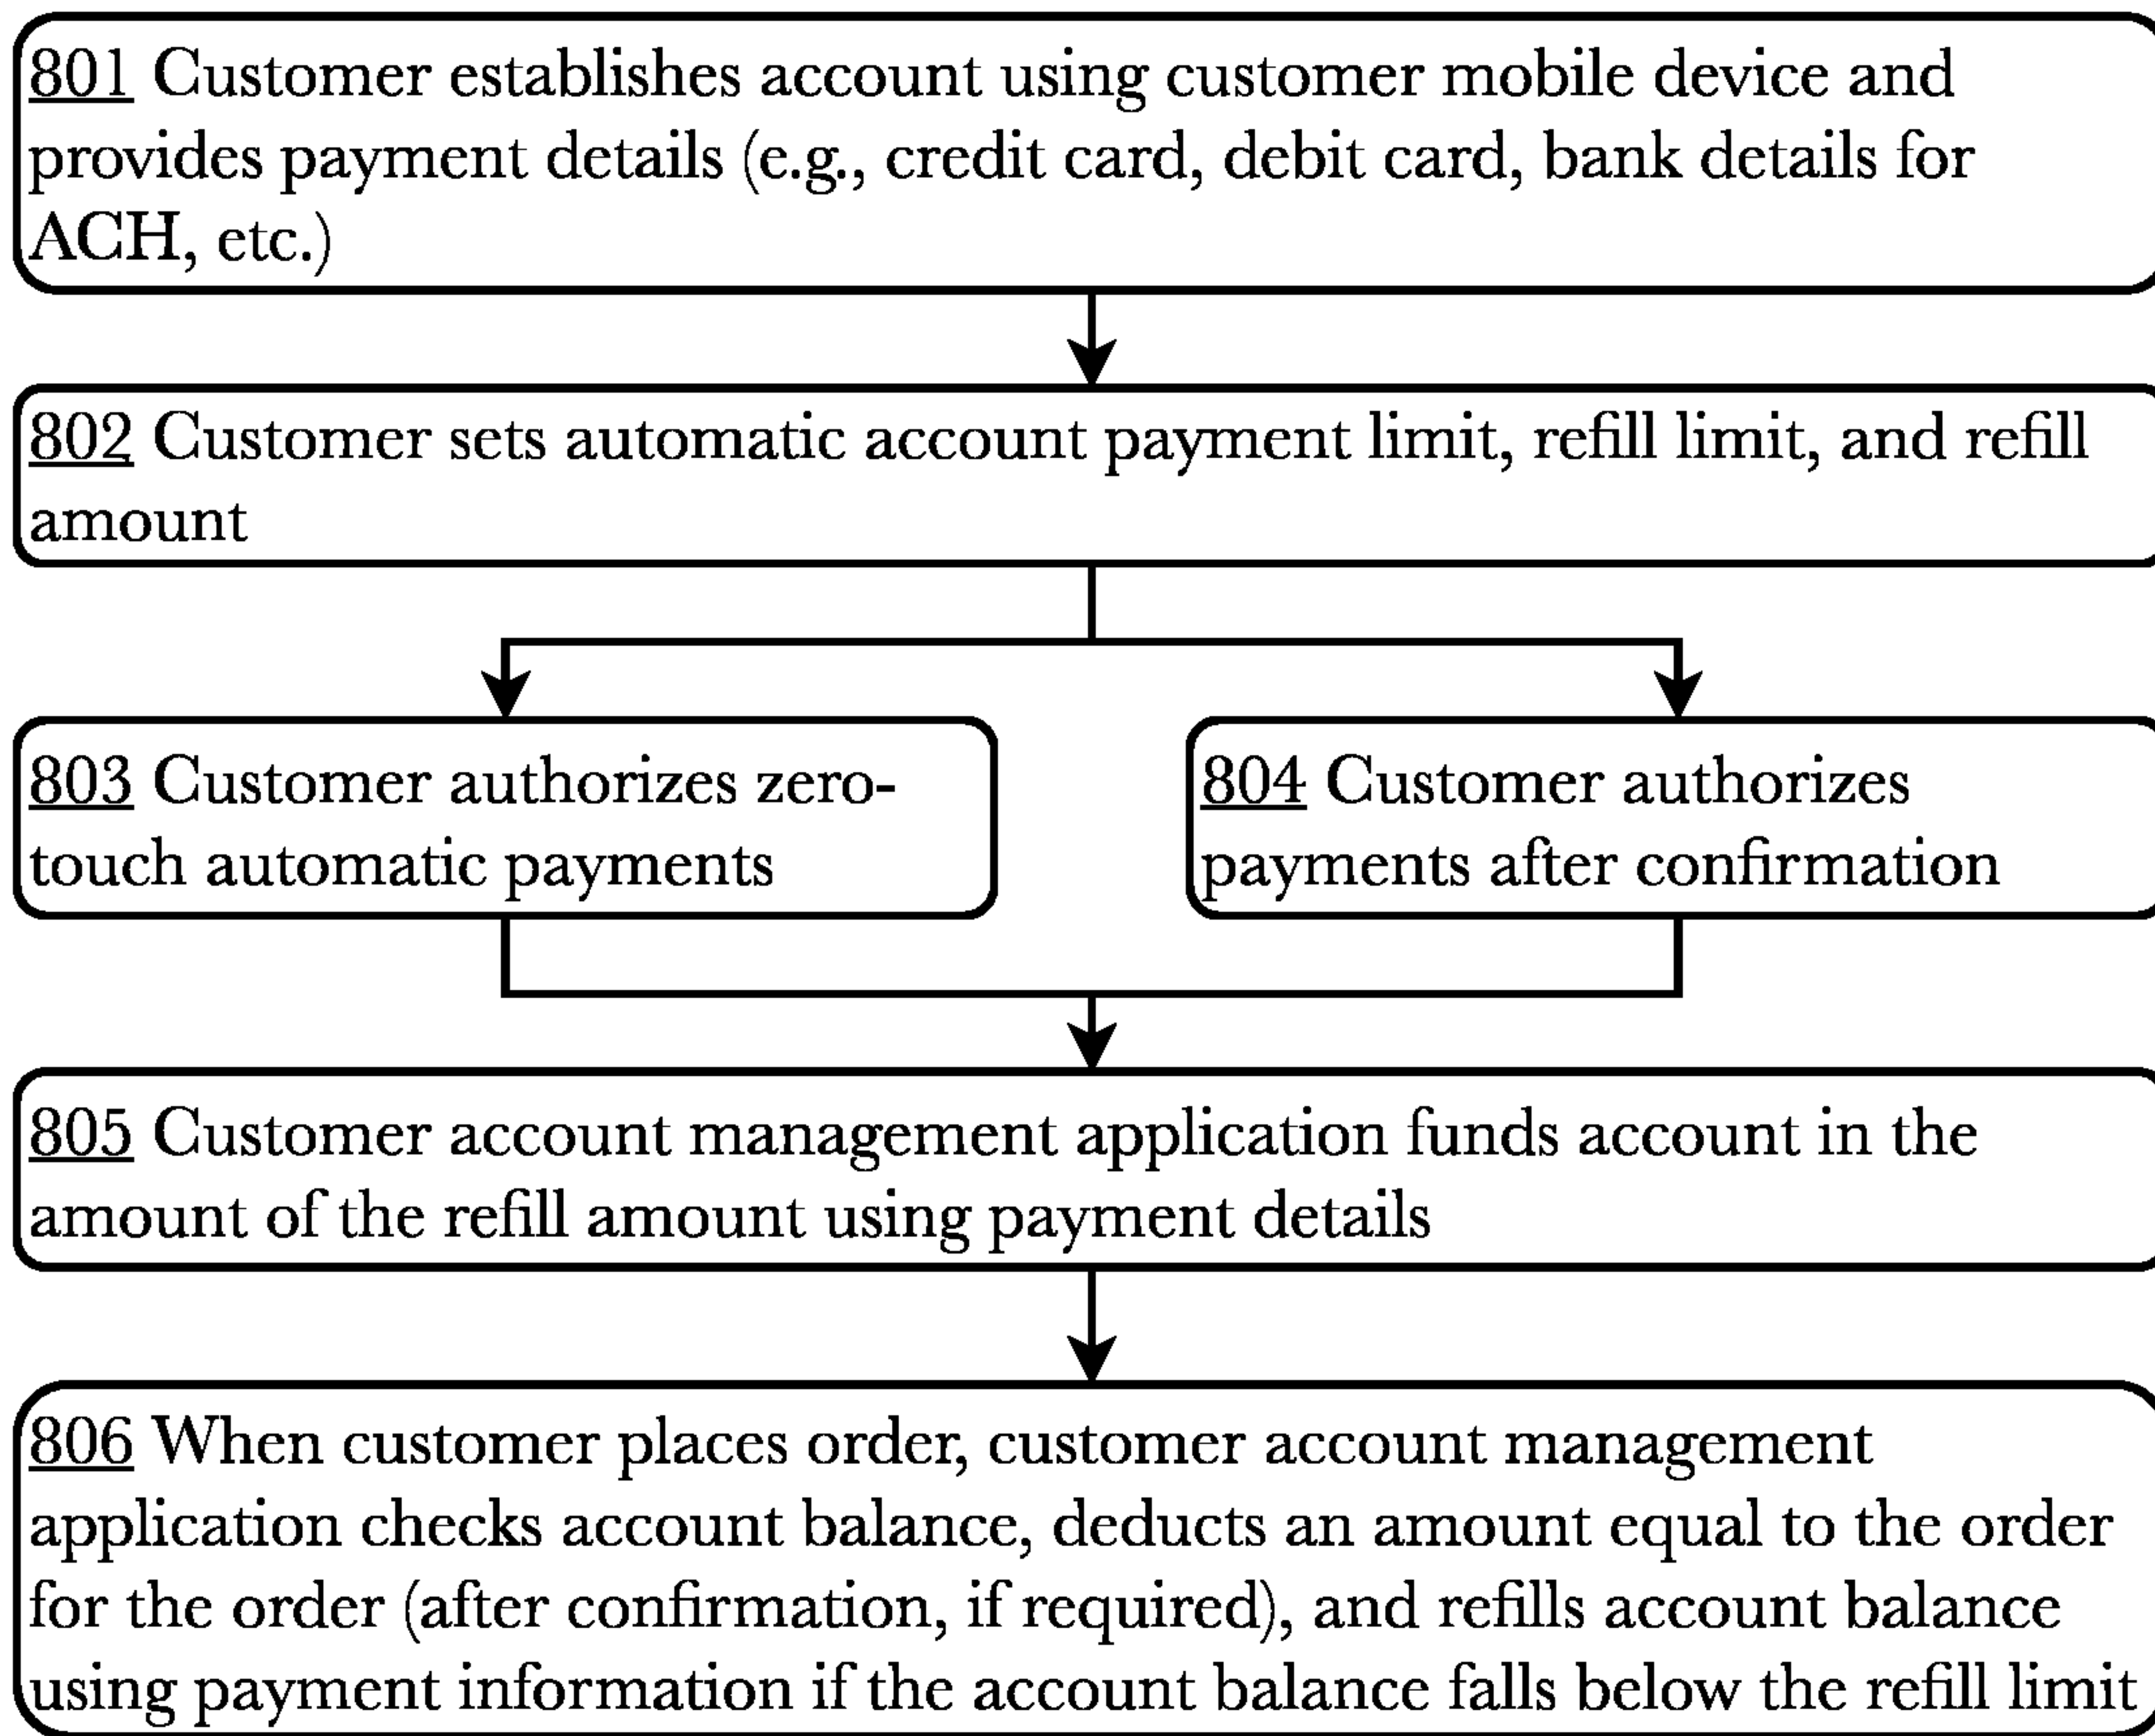 801 Customer establishes account using customer mobile device and
provides payment details (e.g., credit card, debit card, bank details for
ACH, etc.)
802 Customer sets automatic account payment limit, refill limit, and refill
amount
803 Customer authorizes zero-
touch automatic payments
804 Customer authorizes
payments after confirmation
805 Customer account management application funds account in the
amount of the refill amount using payment details
806 When customer places order, customer account management
application checks account balance, deducts an amount equal to the order
for the order (after confirmation, if required), and refills account balance
using payment information if the account balance falls below the refill limit